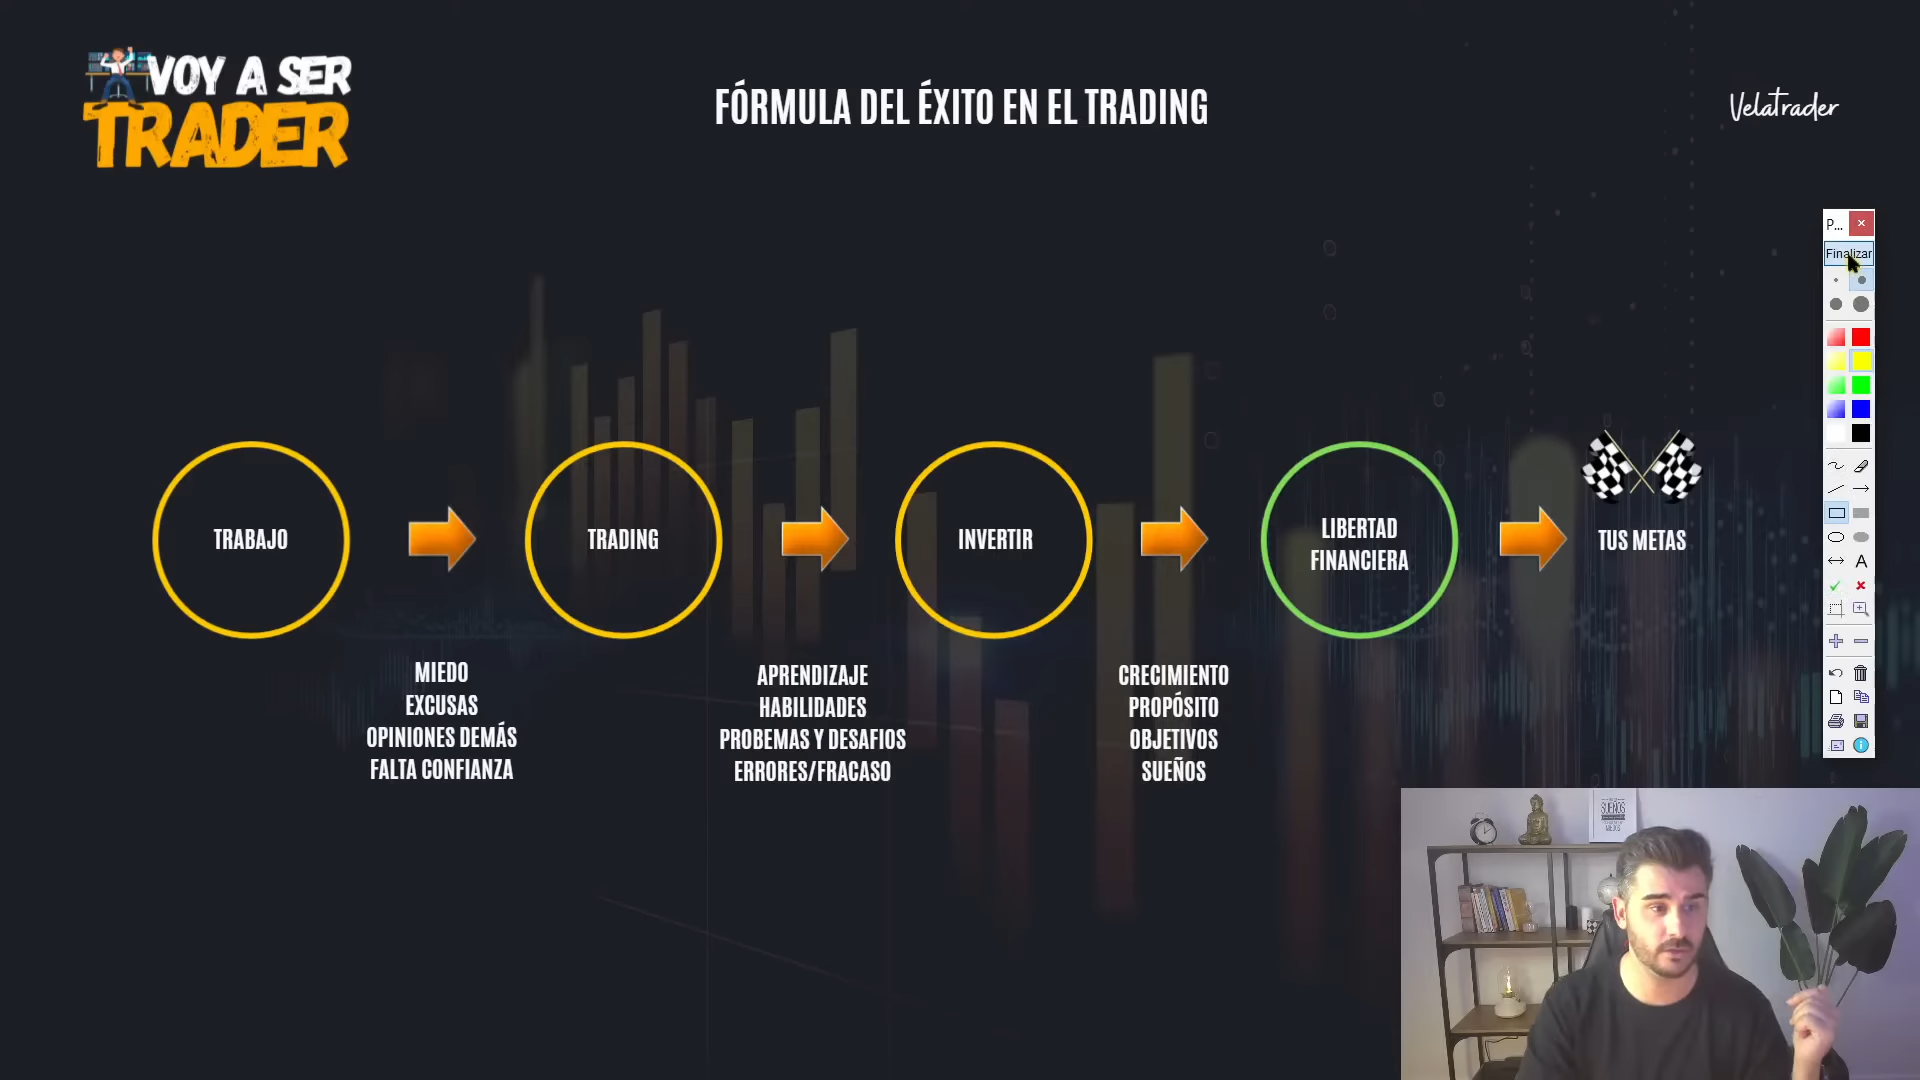 VOY A SER
TRADER
FÓRMULA DEL ÉXITO EN EL TRADING
Velatrader
P...
Finalizar
TRABAJO
TRADING
INVERTIR
LIBERTAD
FINANCIERA
TUS METAS
MIEDO
EXCUSAS
OPINIONES DEMÁS
FALTA CONFIANZA
APRENDIZAJE
HABILIDADES
PROBEMAS Y DESAFIOS
ERRORES/FRACASO
CRECIMIENTO
PROPÓSITO
OBJETIVOS
SUEÑOS
A
SUEÑOS